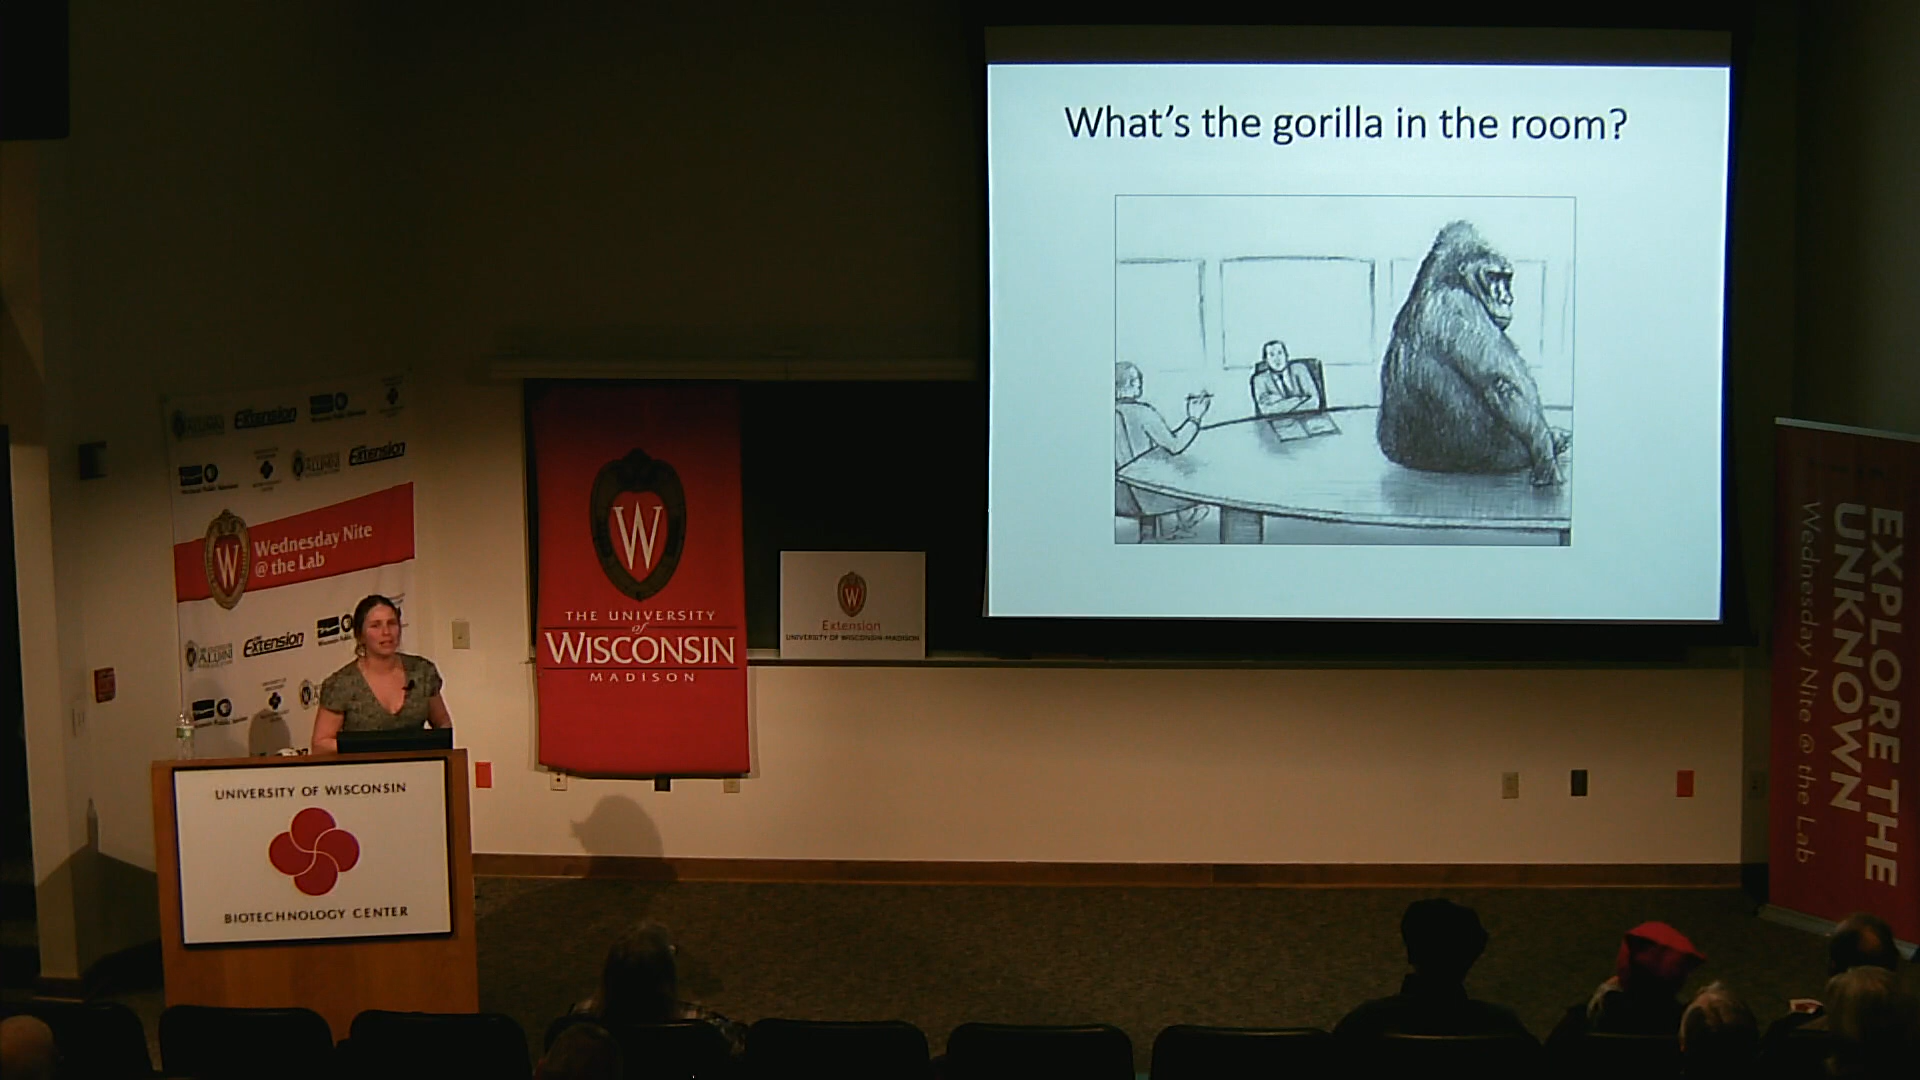 What's the gorilla in the room?
Extension
Extension
Wednesday Nite
@ the Lab
ALUMNI
Extension
THE UNIVERSITY
of
WISCONSIN
MADISON
W
W
Extension
UNIVERSITY OF WISCONSIN-MADISON
UNIVERSITY OF WISCONSIN
BIOTECHNOLOGY CENTER
EXPLORE THE
UNKNOWN
Wednesday Nite @ the Lab